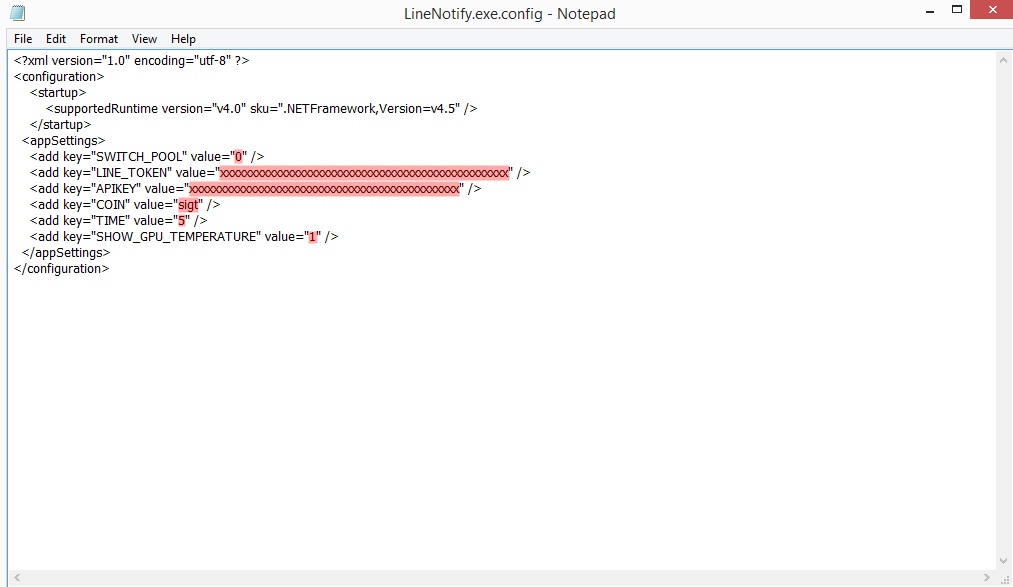 LineNotify.exe.config - Notepad
File Edit Format View Help
<?xml version="1.0" encoding="utf-8" ?>
<configuration>
    <startup>
        <supportedRuntime version="v4.0" sku=".NETFramework,Version=v4.5" />
    </startup>
  <appSettings>
    <add key="SWITCH_POOL" value="0" />
    <add key="LINE_TOKEN" value="xxxxxxxxxxxxxxxxxxxxxxxxxxxxxxxxxxxxxxxxxxxxxxxx" />
    <add key="APIKEY" value="xxxxxxxxxxxxxxxxxxxxxxxxxxxxxxxxxxxxxxxxxxxxx" />
    <add key="COIN" value="sigt" />
    <add key="TIME" value="5" />
    <add key="SHOW_GPU_TEMPERATURE" value="1" />
  </appSettings>
</configuration>